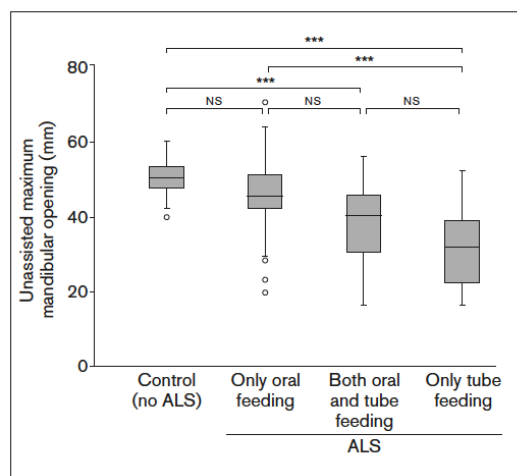 ***
***
***
NS
NS
NS
Unassisted maximum
mandibular opening (mm)
80
60
40
20
0
Control
(no ALS)
Only oral
feeding
Both oral
and tube
feeding
Only tube
feeding
ALS